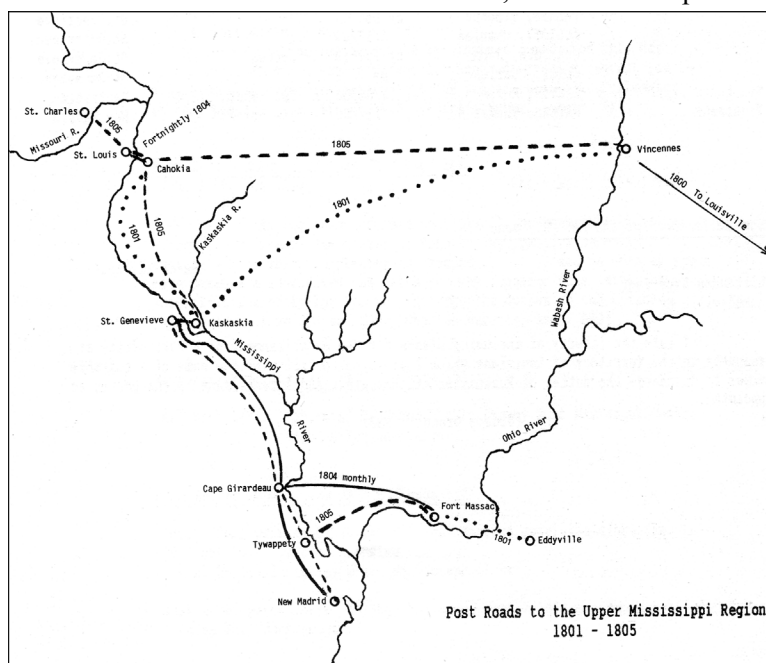 St. Charles
Missouri R.
1805
Fortnightly 1804
St. Louis
Cahokia
1805
Vincennes
1800 To Louisville
1801
1805
Kaskaskia R.
1801
Wabash River
St. Genevieve
Kaskaskia
Mississippi
River
Ohio River
Cape Girardeau
1804 monthly
Fort Massac
1805
Tywappety
1801
Eddyville
New Madrid
Post Roads to the Upper Mississippi Region
1801 - 1805